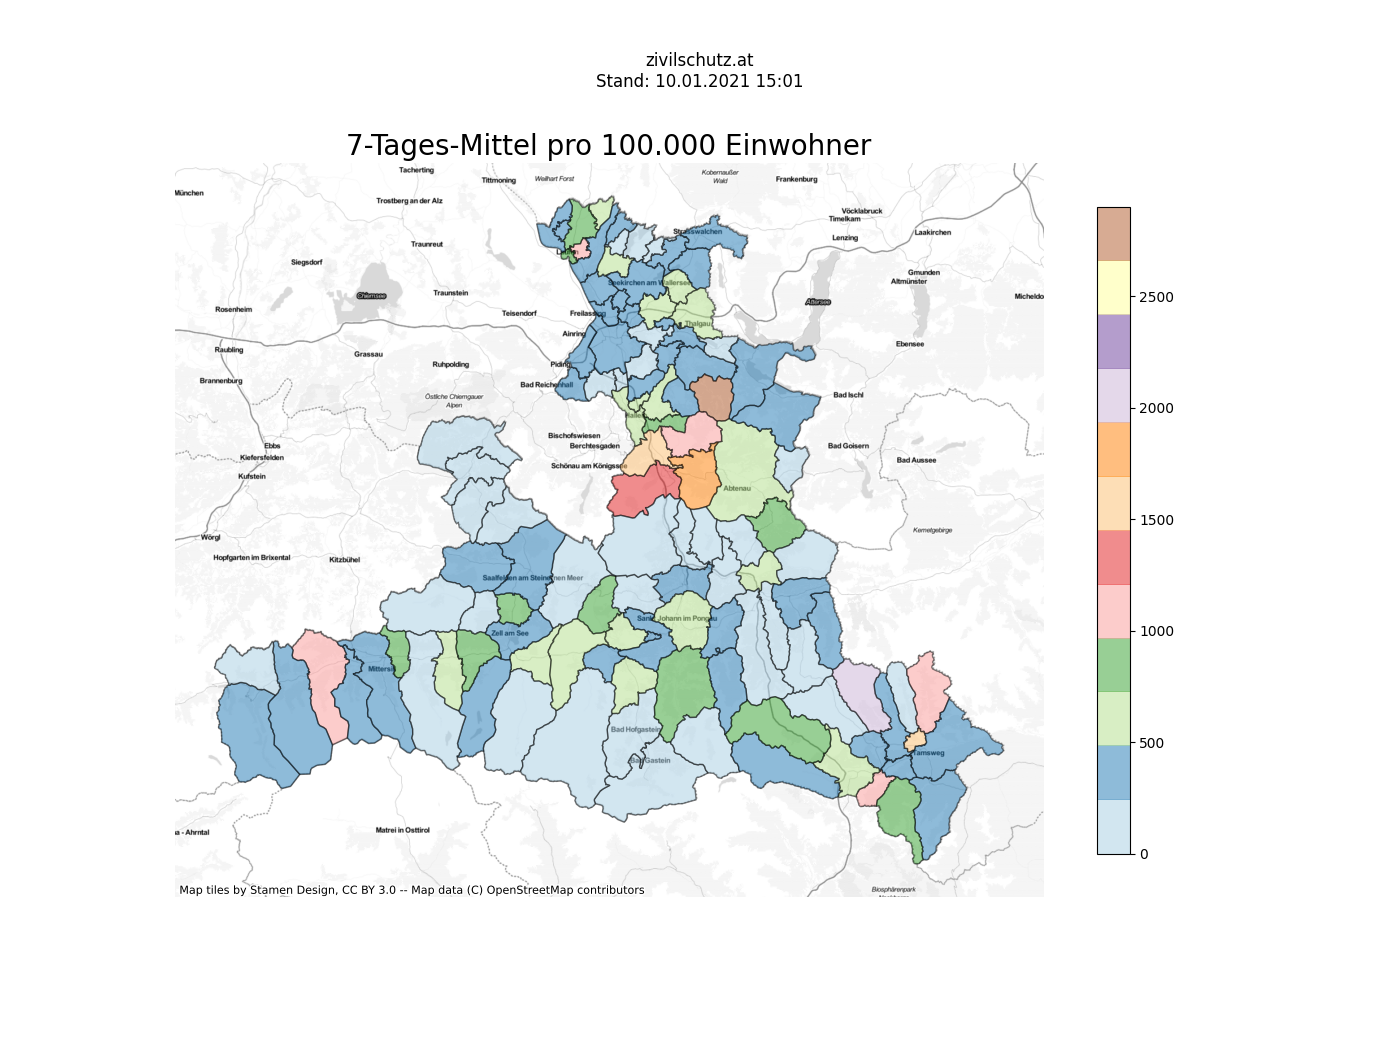 zivilschutz.at
Stand: 10.01.2021 15:01
7-Tages-Mittel pro 100.000 Einwohner
Tacherting
Tittmoning
Weilhart Forst
Kobernaußer
Wald
Frankenburg
München
Trostberg an der Alz
Vöcklabruck
Timelkam
Laakirchen
Strasswalchen
Lenzing
Traunreut
Siegsdorf
Gmunden
Altmünster
Seekirchen am Wallersee
Chiemsee
Traunstein
Attersee
Micheldo
Rosenheim
Teisendorf
Freilassing
Thalgau
Ainring
Ebensee
Raubling
Grassau
Ruhpolding
Piding
Brannenburg
Bad Reichenhall
Östliche Chiemgauer
Alpen
Bad Ischl
Hallein
Bischofswiesen
Berchtesgaden
Bad Goisern
Ebbs
Kiefersfelden
Schönau am Königssee
Bad Aussee
Kufstein
Abtenau
Kemetgebirge
Wörgl
Hopfgarten im Brixental
Kitzbühel
Saalfelden am Steinernen Meer
Sankt Johann im Pongau
Zell am See
Mittersill
Bad Hofgastein
Bad Gastein
Tamsweg
Matrei in Osttirol
a - Ahrntal
Biosphärenpark
Map tiles by Stamen Design, CC BY 3.0 -- Map data (C) OpenStreetMap contributors
2500
2000
1500
1000
500
0